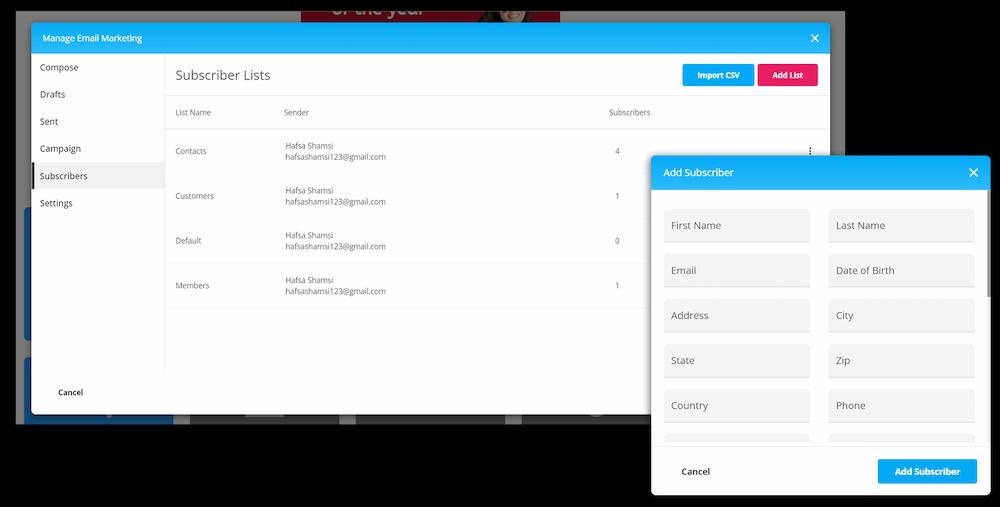 of the year
Manage Email Marketing
Compose
Drafts
Sent
Campaign
Subscribers
Settings
Subscriber Lists
Import CSV
Add List
List Name Sender Subscribers
Contacts Hafsa Shamsi 4
hafsashamsi123@gmail.com
Customers Hafsa Shamsi 1
hafsashamsi123@gmail.com
Default Hafsa Shamsi 0
hafsashamsi123@gmail.com
Members Hafsa Shamsi 1
hafsashamsi123@gmail.com
Cancel
Add Subscriber
First Name Last Name
Email Date of Birth
Address City
State Zip
Country Phone
Cancel Add Subscriber